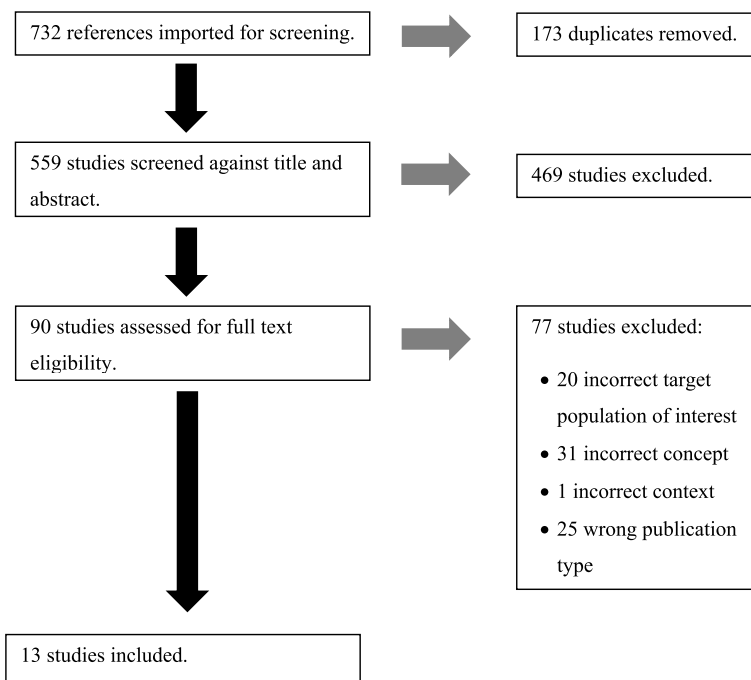 732 references imported for screening.
173 duplicates removed.
559 studies screened against title and
abstract.
469 studies excluded.
90 studies assessed for full text
eligibility.
77 studies excluded:
• 20 incorrect target
population of interest
• 31 incorrect concept
• 1 incorrect context
• 25 wrong publication
type
13 studies included.